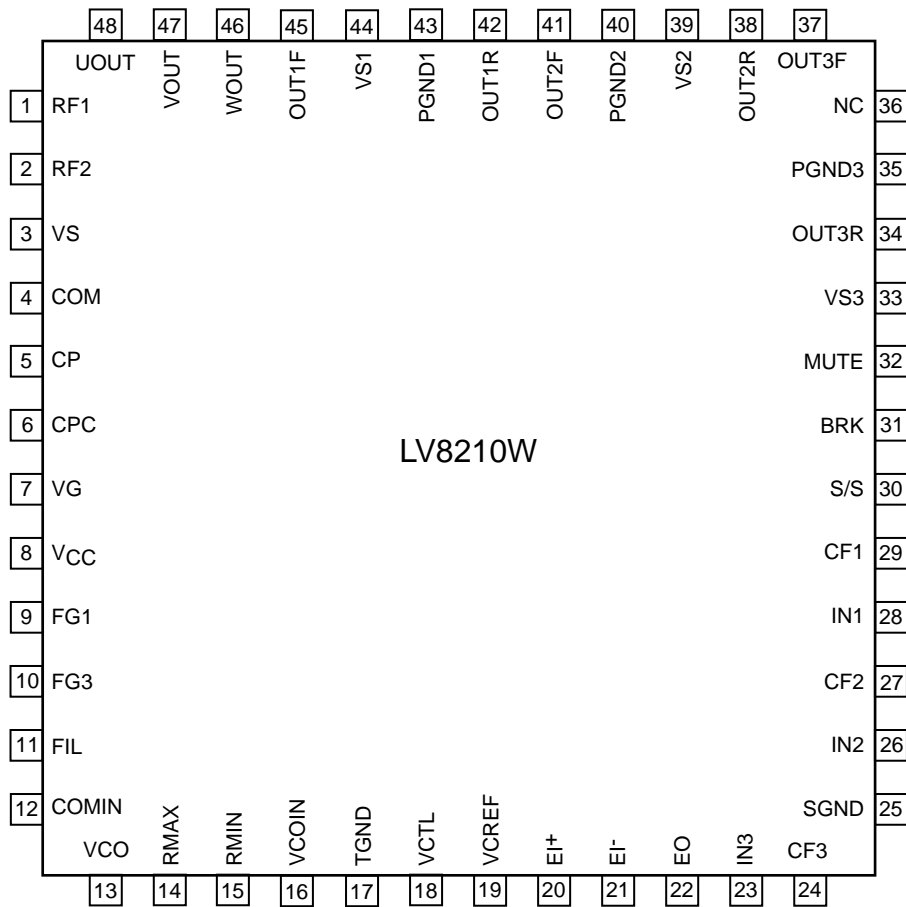 48 47 46 45 44 43 42 41 40 39 38 37
UOUT VOUT WOUT OUT1F VS1 PGND1 OUT1R OUT2F PGND2 VS2 OUT2R OUT3F
1 RF1 NC 36
2 RF2 PGND3 35
3 VS OUT3R 34
4 COM VS3 33
5 CP MUTE 32
6 CPC BRK 31
LV8210W
7 VG S/S 30
8 VCC CF1 29
9 FG1 IN1 28
10 FG3 CF2 27
11 FIL IN2 26
12 COMIN SGND 25
VCO RMAX RMIN VCOIN TGND VCTL VCREF EI+ EI- EO IN3 CF3
13 14 15 16 17 18 19 20 21 22 23 24